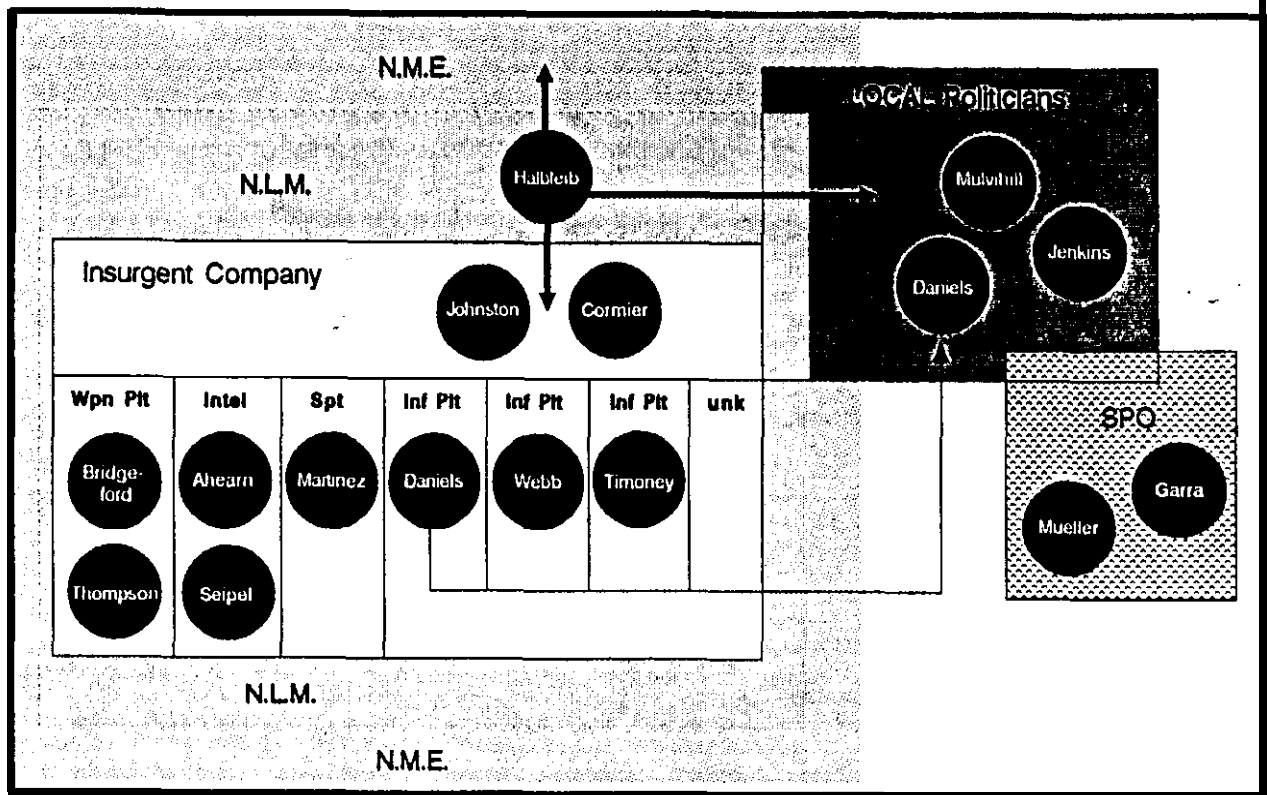 N.M.E.
LOCAL Politicians
N.L.M.
Halbleib
Mulvihill
Jenkins
Daniels
Insurgent Company
Johnston
Cormier
Wpn Plt
Intel
Spt
Inf Plt
Inf Plt
Inf Plt
unk
SPO
Bridge-
ford
Ahearn
Martinez
Daniels
Webb
Timoney
Garra
Mueller
Thompson
Seipel
N.L.M.
N.M.E.